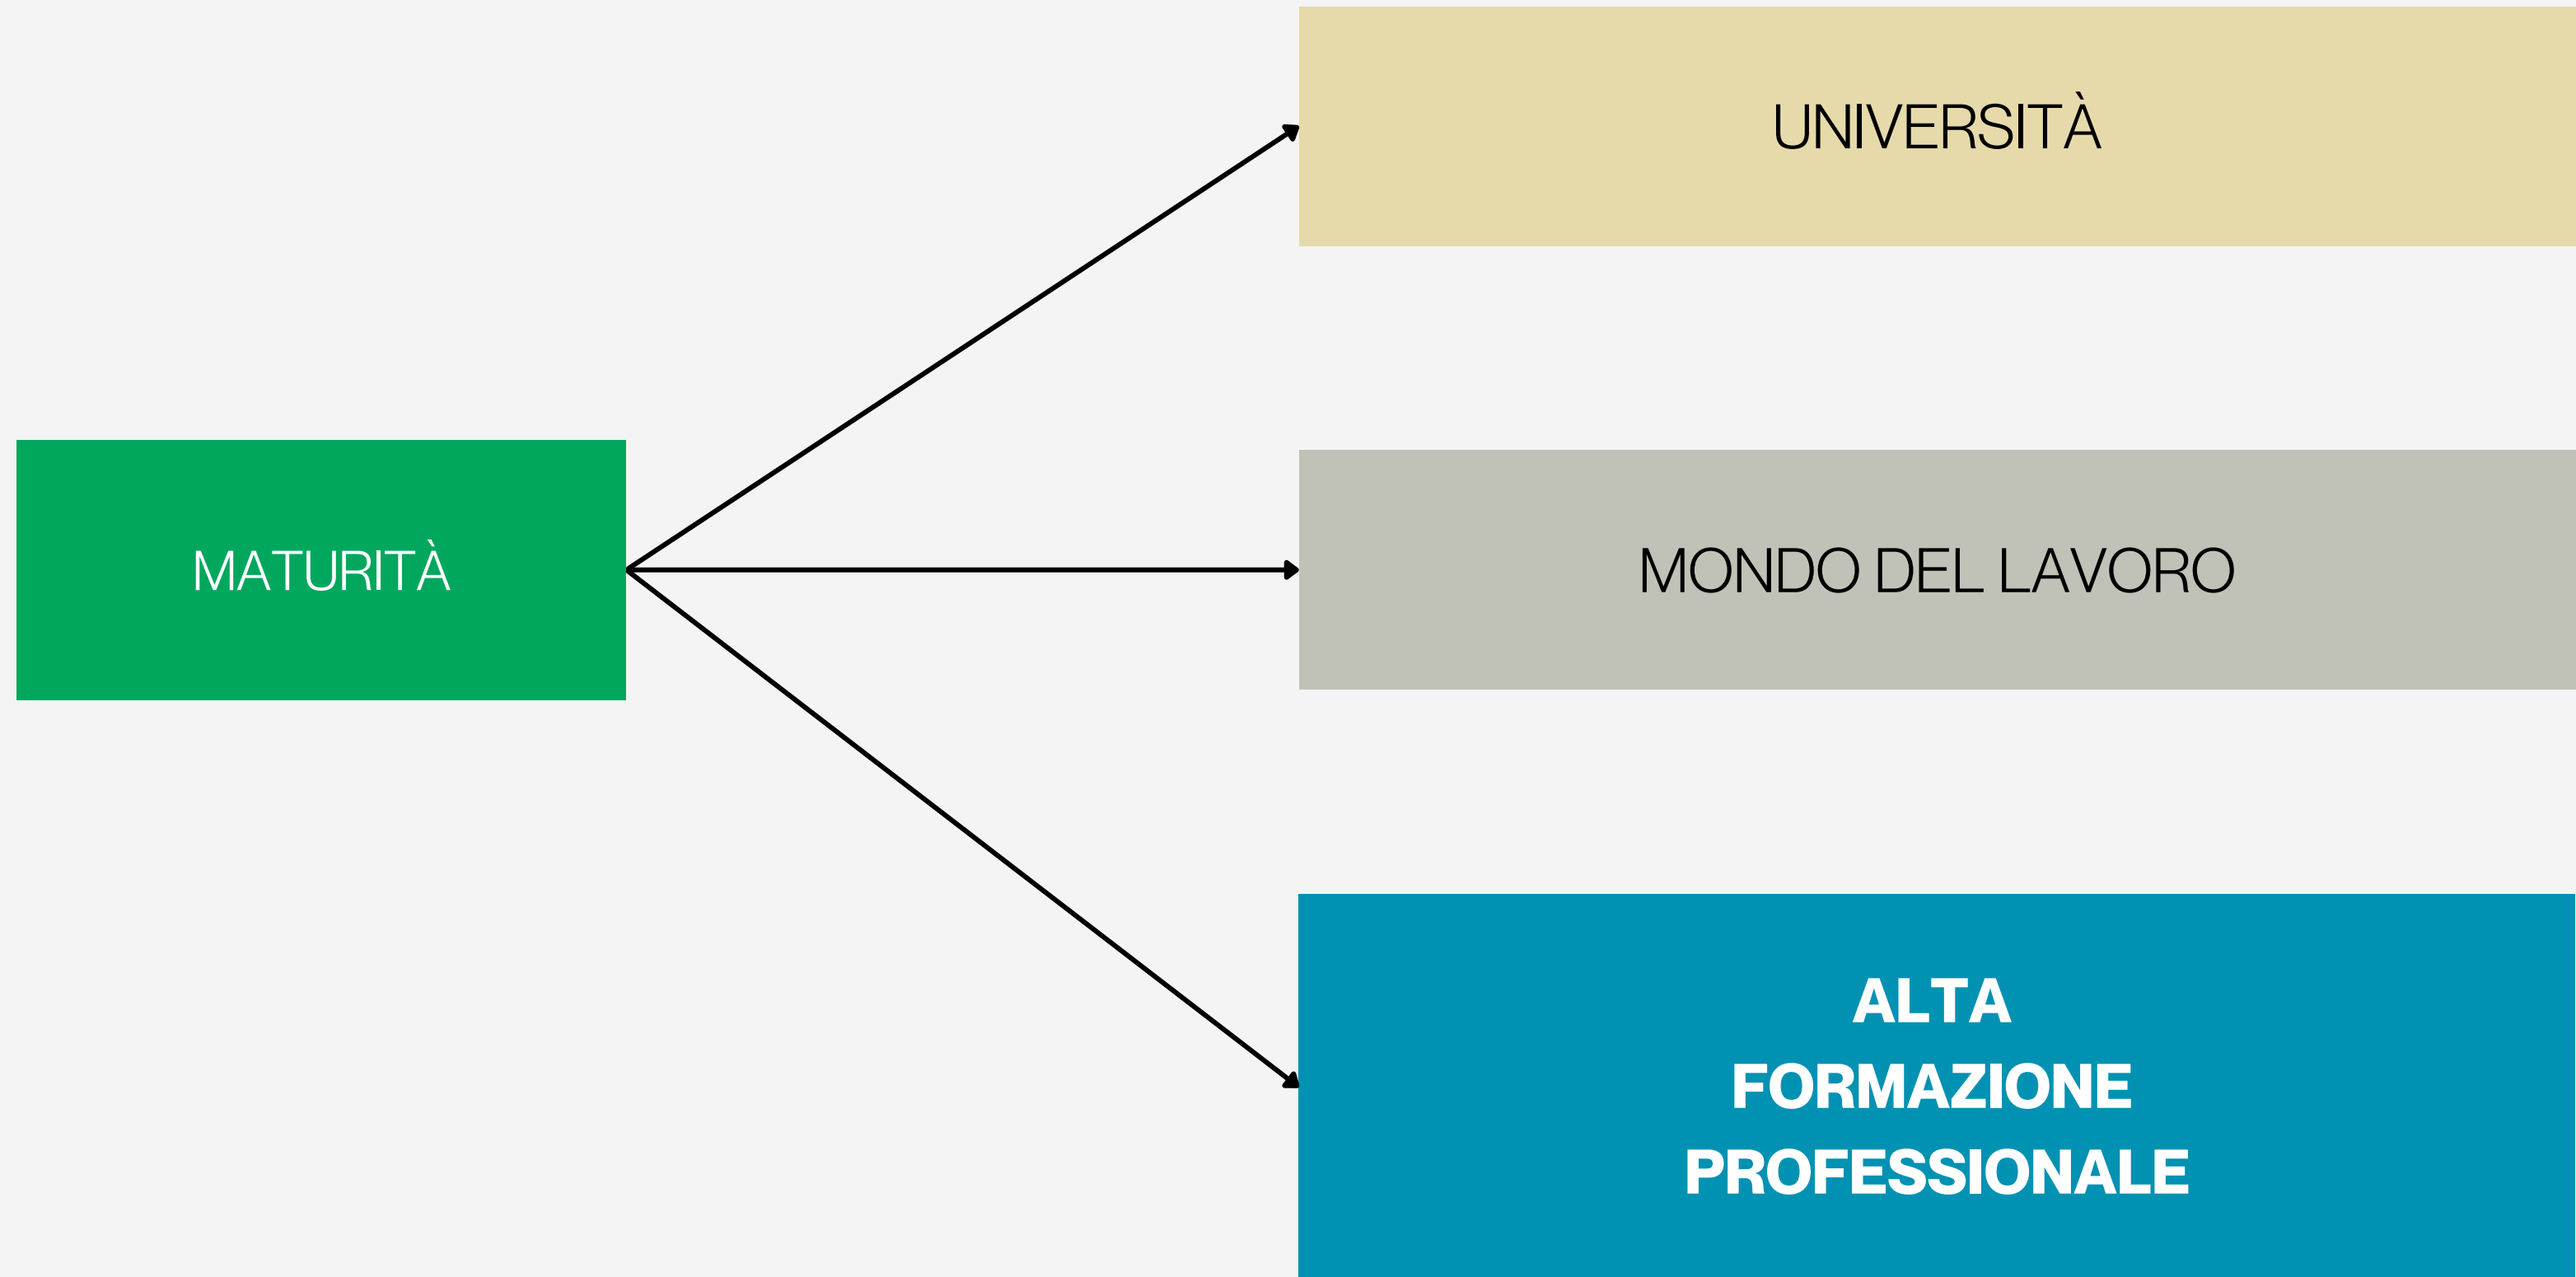 UNIVERSITÀ
MATURITÀ
MONDO DEL LAVORO
ALTA
FORMAZIONE
PROFESSIONALE